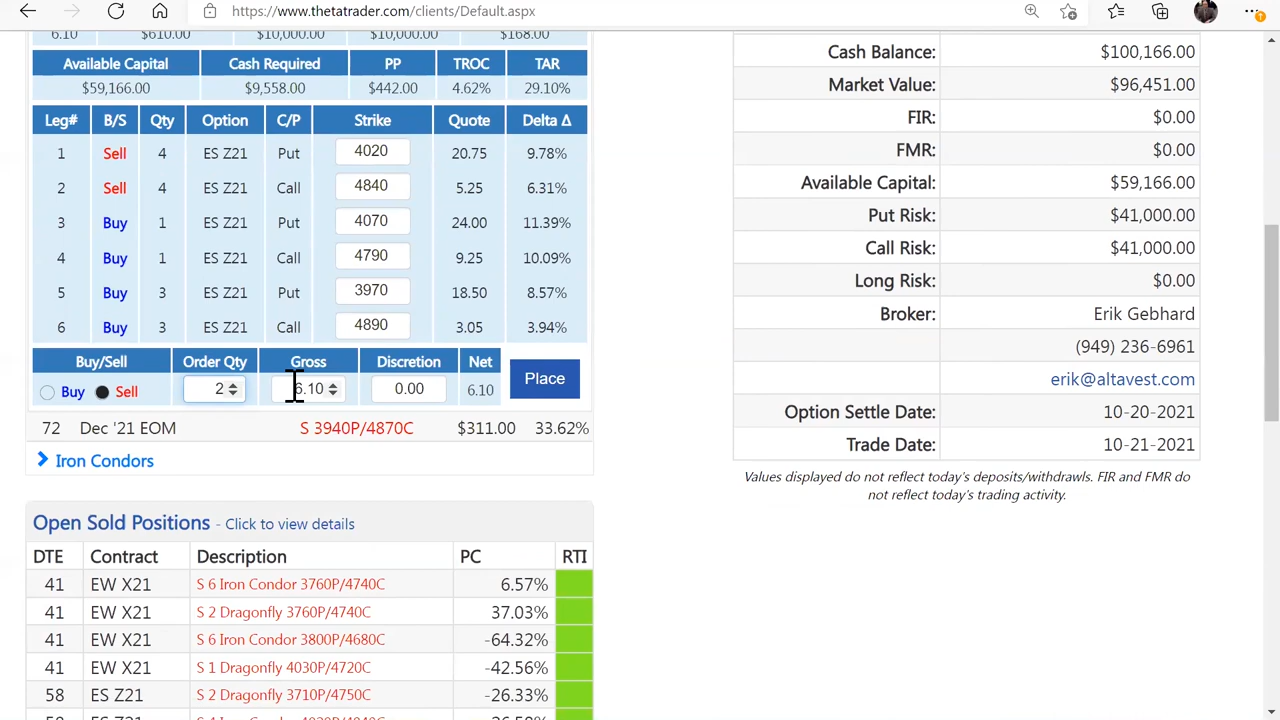 https://www.thetatrader.com/clients/Default.aspx
6.10 $610.00 $10,000.00 $10,000.00 $168.00
Available Capital Cash Required PP TROC TAR
$59,166.00 $9,558.00 $442.00 4.62% 29.10%
Leg# B/S Qty Option C/P Strike Quote Delta Δ
1 Sell 4 ES Z21 Put 4020 20.75 9.78%
2 Sell 4 ES Z21 Call 4840 5.25 6.31%
3 Buy 1 ES Z21 Put 4070 24.00 11.39%
4 Buy 1 ES Z21 Call 4790 9.25 10.09%
5 Buy 3 ES Z21 Put 3970 18.50 8.57%
6 Buy 3 ES Z21 Call 4890 3.05 3.94%
Buy/Sell Order Qty Gross Discretion Net
Buy Sell 2 6.10 0.00 6.10 Place
72 Dec '21 EOM S 3940P/4870C $311.00 33.62%
Iron Condors
Open Sold Positions - Click to view details
DTE Contract Description PC RTI
41 EW X21 S 6 Iron Condor 3760P/4740C 6.57%
41 EW X21 S 2 Dragonfly 3760P/4740C 37.03%
41 EW X21 S 6 Iron Condor 3800P/4680C -64.32%
41 EW X21 S 1 Dragonfly 4030P/4720C -42.56%
58 ES Z21 S 2 Dragonfly 3710P/4750C -26.33%
Cash Balance: $100,166.00
Market Value: $96,451.00
FIR: $0.00
FMR: $0.00
Available Capital: $59,166.00
Put Risk: $41,000.00
Call Risk: $41,000.00
Long Risk: $0.00
Broker: Erik Gebhard
(949) 236-6961
erik@altavest.com
Option Settle Date: 10-20-2021
Trade Date: 10-21-2021
Values displayed do not reflect today's deposits/withdrawls. FIR and FMR do
not reflect today's trading activity.